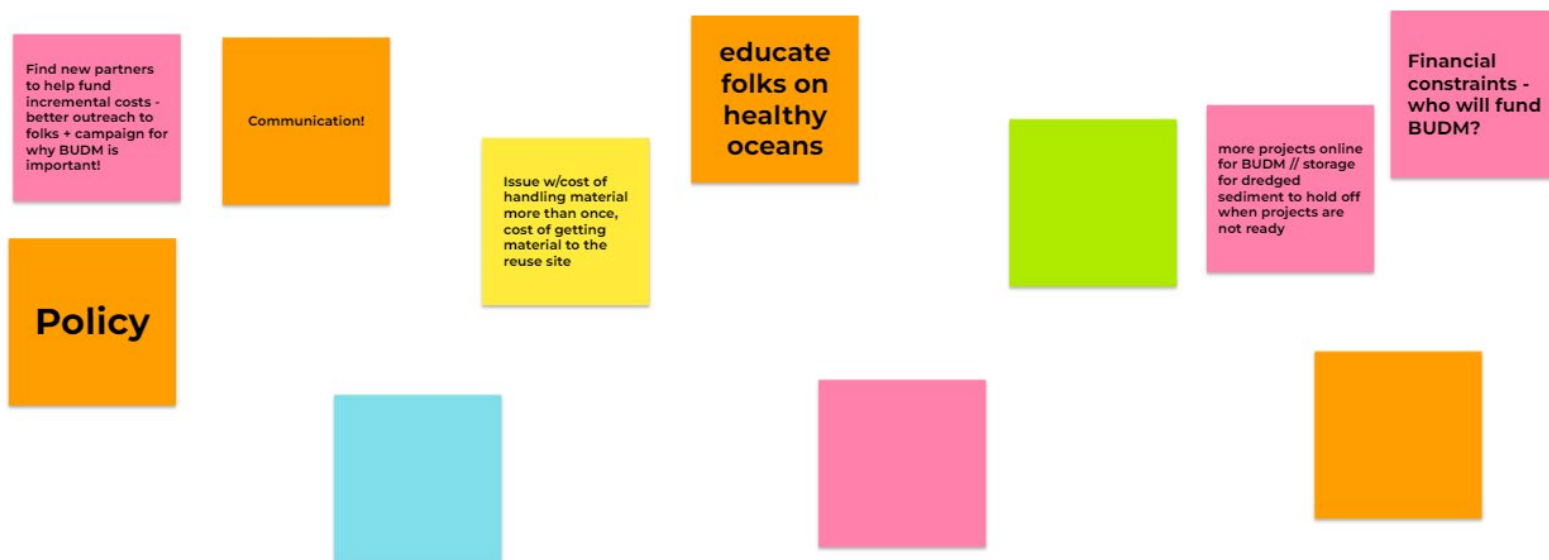 Find new partners
to help fund
incremental costs -
better outreach to
folks + campaign for
why BUDM is
important!
Communication!
Issue w/cost of
handling material
more than once,
cost of getting
material to the
reuse site
educate
folks on
healthy
oceans
more projects online
for BUDM // storage
for dredged
sediment to hold off
when projects are
not ready
Financial
constraints -
who will fund
BUDM?
Policy